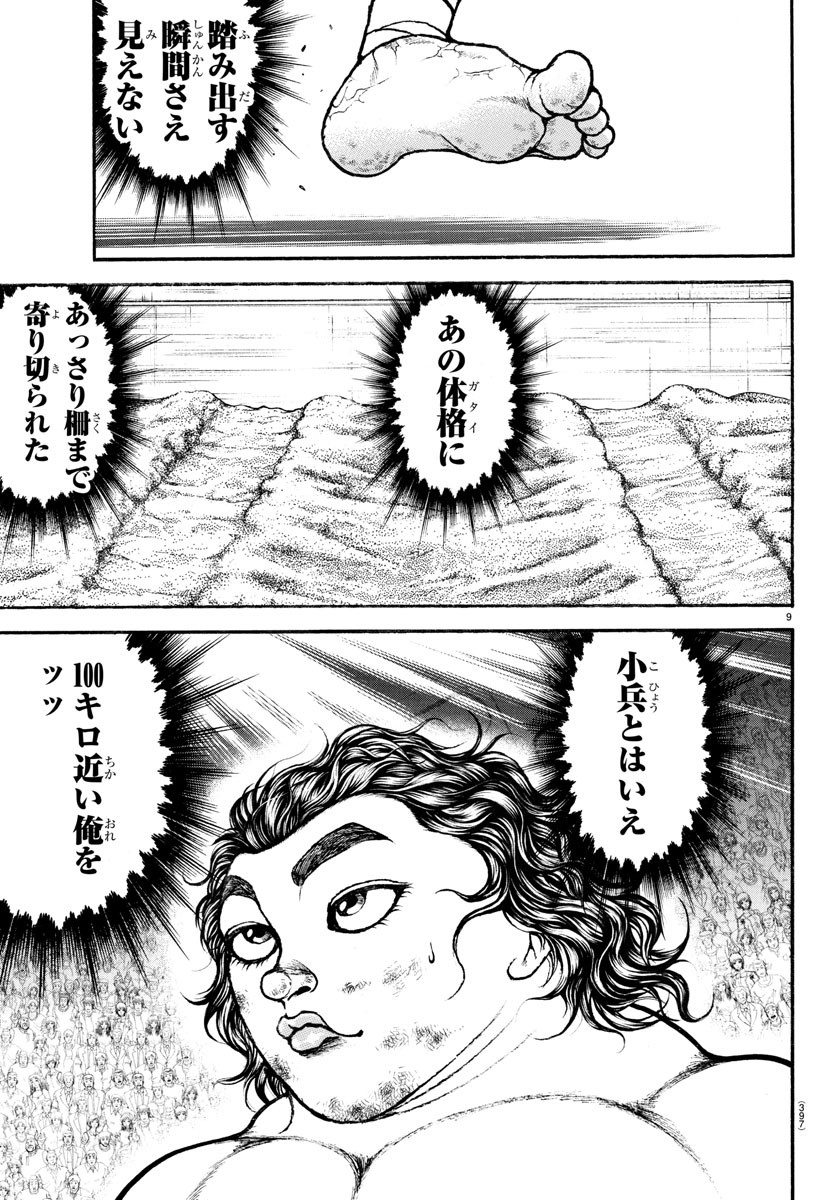 踏み出す
瞬間さえ
見えない
あの体格に
あっさり柵まで
寄り切られた
9
小兵とはいえ
100キロ近い俺を
ッッ
(397)